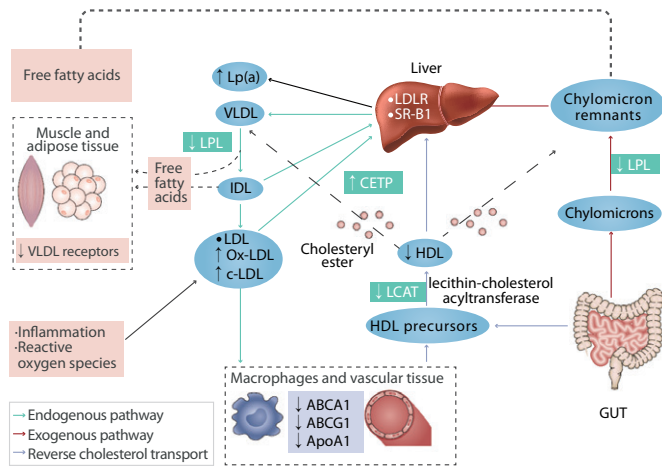 Free fatty acids
↑ Lp(a)
Liver
•LDLR
•SR-B1
Chylomicron
remnants
VLDL
Muscle and
adipose tissue
↓ LPL
Free
fatty
acids
IDL
↑ CETP
↓ LPL
Chylomicrons
↓ VLDL receptors
•LDL
↑ Ox-LDL
↑ c-LDL
Cholesteryl
ester
↓ HDL
↓ LCAT
lecithin-cholesterol
acyltransferase
HDL precursors
·Inflammation
·Reactive
oxygen species
Macrophages and vascular tissue
↓ ABCA1
↓ ABCG1
↓ ApoA1
GUT
Endogenous pathway
Exogenous pathway
Reverse cholesterol transport